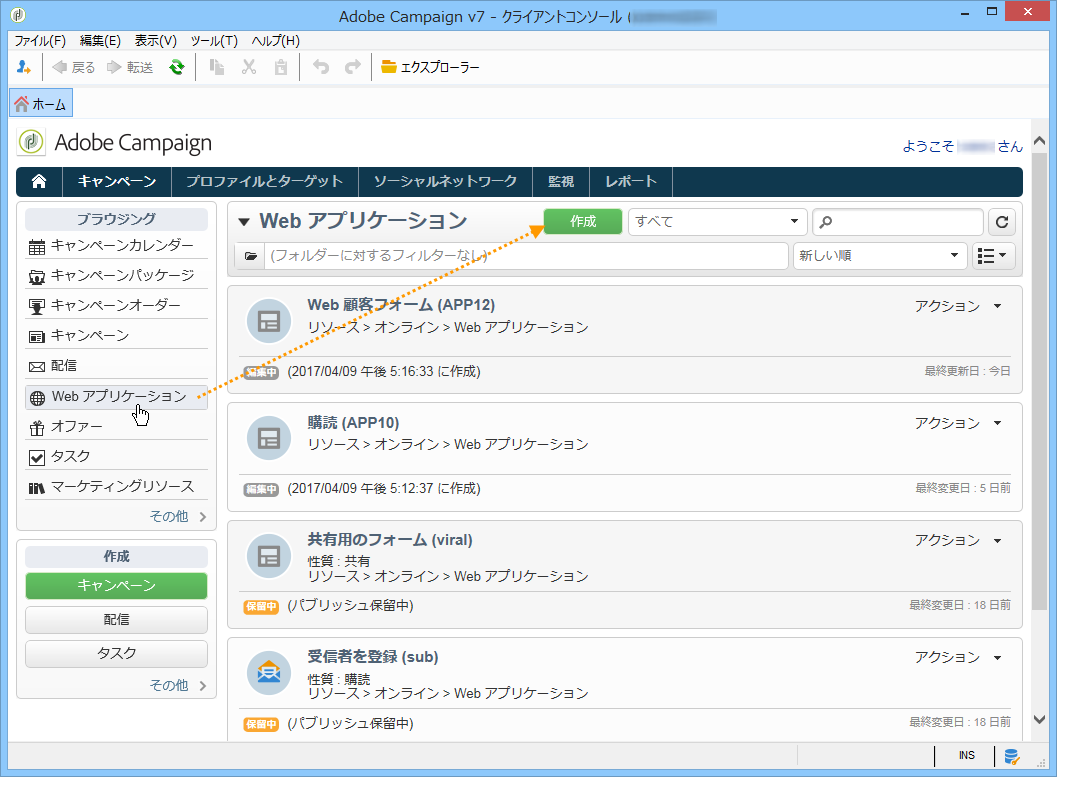 Adobe Campaign v7 - クライアントコンソール (
ファイル(F) 編集(E) 表示(V) ツール(T) ヘルプ(H)
戻る 転送 エクスプローラー
ホーム
Adobe Campaign
ようこそ さん
キャンペーン プロファイルとターゲット ソーシャルネットワーク 監視 レポート
ブラウジング
キャンペーンカレンダー
キャンペーンパッケージ
キャンペーンオーダー
キャンペーン
配信
Web アプリケーション
オファー
タスク
マーケティングリソース
その他
作成
キャンペーン
配信
タスク
その他
Web アプリケーション 作成 すべて
(フォルダーに対するフィルターなし) 新しい順
Web 顧客フォーム (APP12) アクション
リソース > オンライン > Web アプリケーション
編集中 (2017/04/09 午後 5:16:33 に作成) 最終更新日 : 今日
購読 (APP10) アクション
リソース > オンライン > Web アプリケーション
編集中 (2017/04/09 午後 5:12:37 に作成) 最終変更日 : 5 日前
共有用のフォーム (viral) アクション
性質 : 共有
リソース > オンライン > Web アプリケーション
保留中 (パブリッシュ保留中) 最終変更日 : 18 日前
受信者を登録 (sub) アクション
性質 : 購読
リソース > オンライン > Web アプリケーション
保留中 (パブリッシュ保留中) 最終変更日 : 18 日前
INS